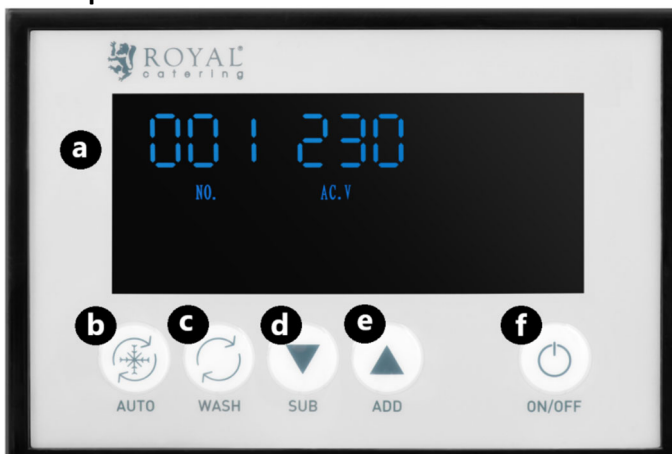 ROYAL®
catering
a
001 230
NO. AC.V
b c d e f
AUTO WASH SUB ADD ON/OFF